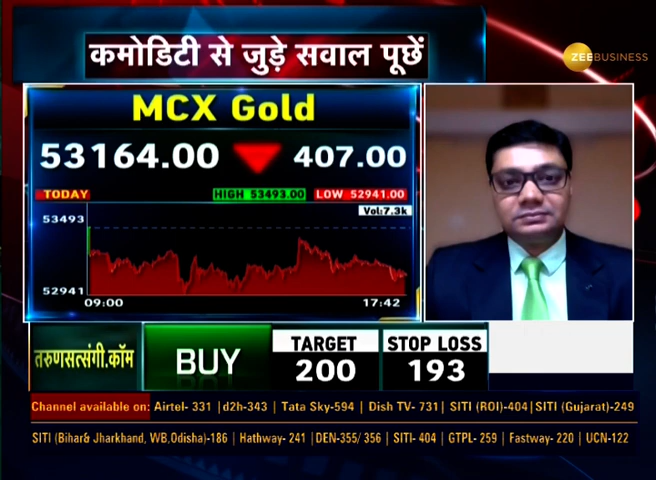 कमोडिटी से जुड़े सवाल पूछें
ZEEBUSINESS
MCX Gold
53164.00 407.00
TODAY HIGH 53493.00 LOW 52941.00
Vol:7.3k
53493
52941
09:00 17:42
तरुणसत्संगी.कॉम BUY TARGET 200 STOP LOSS 193
Channel available on: Airtel- 331 |d2h-343 | Tata Sky-594 | Dish TV- 731| SITI (ROI)-404|SITI (Gujarat)-249
SITI (Bihar& Jharkhand, WB,Odisha)-186 | Hathway- 241 |DEN-355/ 356 | SITI- 404 | GTPL- 259 | Fastway- 220 | UCN-122